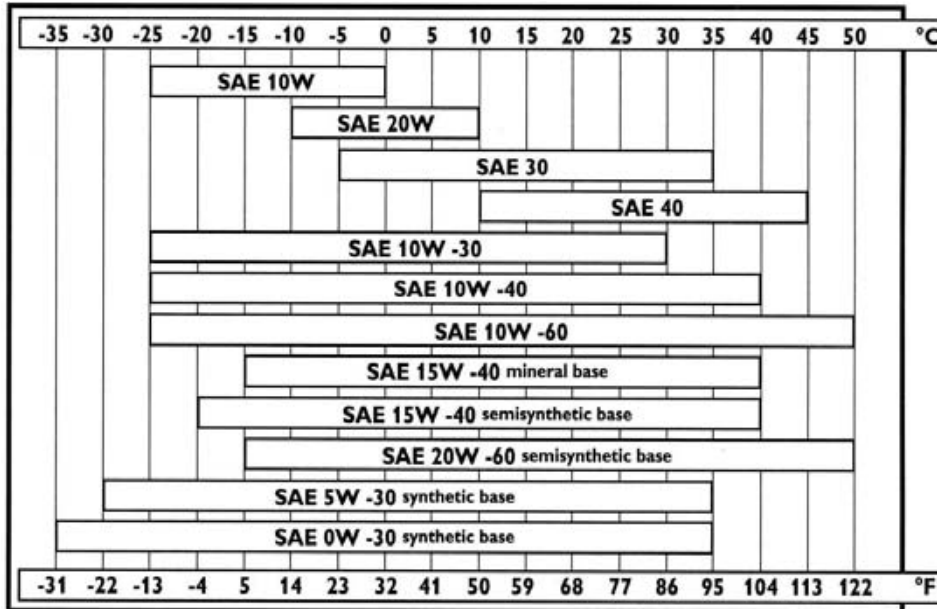 -35 -30 -25 -20 -15 -10 -5 0 5 10 15 20 25 30 35 40 45 50 °C
SAE 10W
SAE 20W
SAE 30
SAE 40
SAE 10W -30
SAE 10W -40
SAE 10W -60
SAE 15W -40 mineral base
SAE 15W -40 semisynthetic base
SAE 20W -60 semisynthetic base
SAE 5W -30 synthetic base
SAE 0W -30 synthetic base
-31 -22 -13 -4 5 14 23 32 41 50 59 68 77 86 95 104 113 122 °F